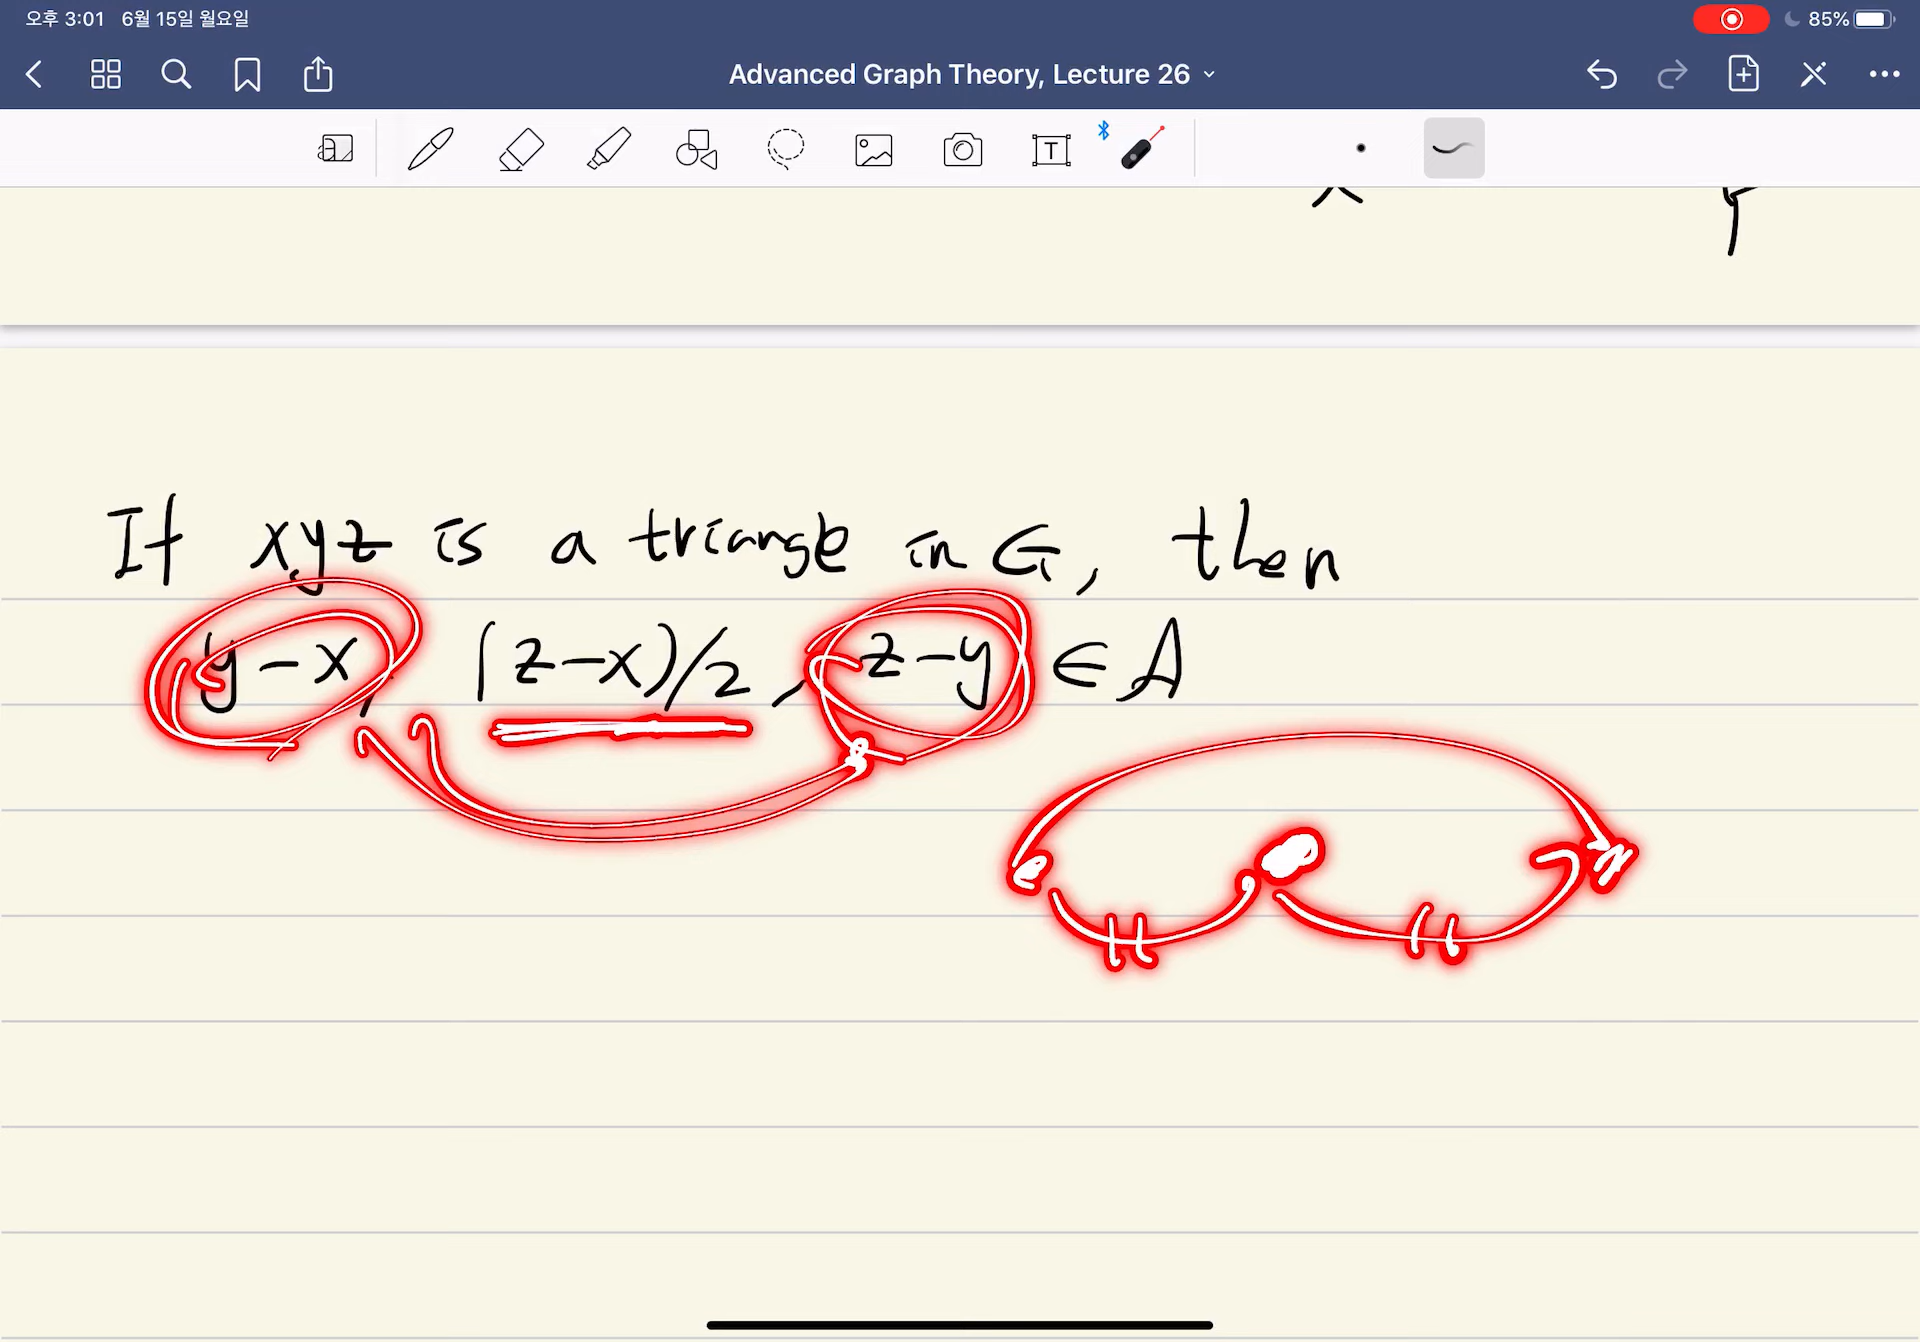 오후 3:01 6월 15일 월요일 85%
Advanced Graph Theory, Lecture 26
a T
x y
If xyz is a triangle in G, then
y-x, (z-x)/2, z-y ∈ A